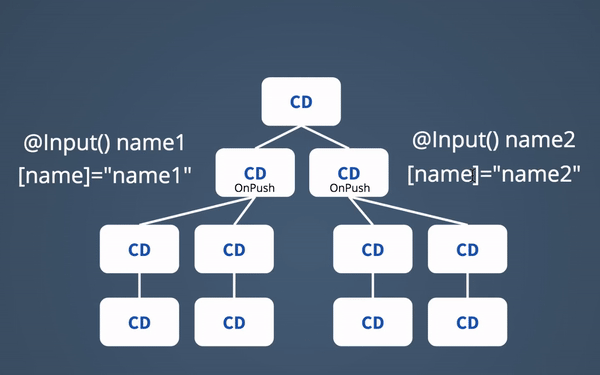 CD
@Input() name1
[name]="name1"
@Input() name2
[name]="name2"
CD
OnPush
CD
OnPush
CD
CD
CD
CD
CD
CD
CD
CD